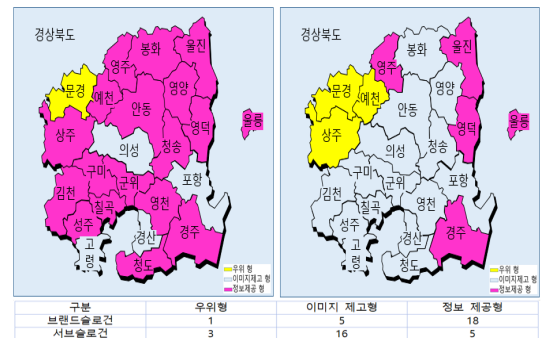 경상북도
울진
봉화
영주
문경
예천
영양
안동
상주
영덕
울릉
의성
청송
구미
군위
포항
김천
칠곡
영천
성주
고령
경산
경주
청도
우위 형
이미지제고 형
정보제공 형
경상북도
울진
봉화
영주
문경
예천
영양
안동
상주
영덕
울릉
의성
청송
구미
군위
포항
김천
칠곡
영천
성주
고령
경산
경주
청도
우위 형
이미지제고 형
정보제공 형
구분 우위형 이미지 제고형 정보 제공형
브랜드슬로건 1 5 18
서브슬로건 3 16 5